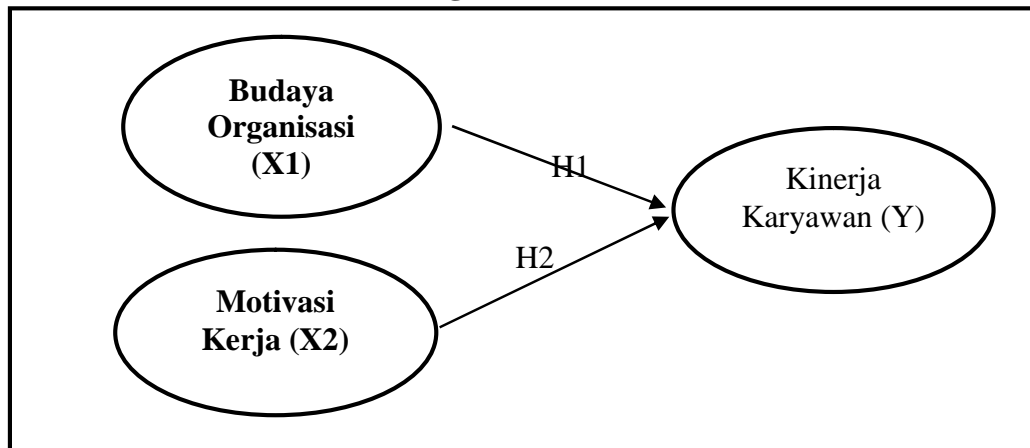 Budaya
Organisasi
(X1)
H1
Kinerja
Karyawan (Y)
H2
Motivasi
Kerja (X2)